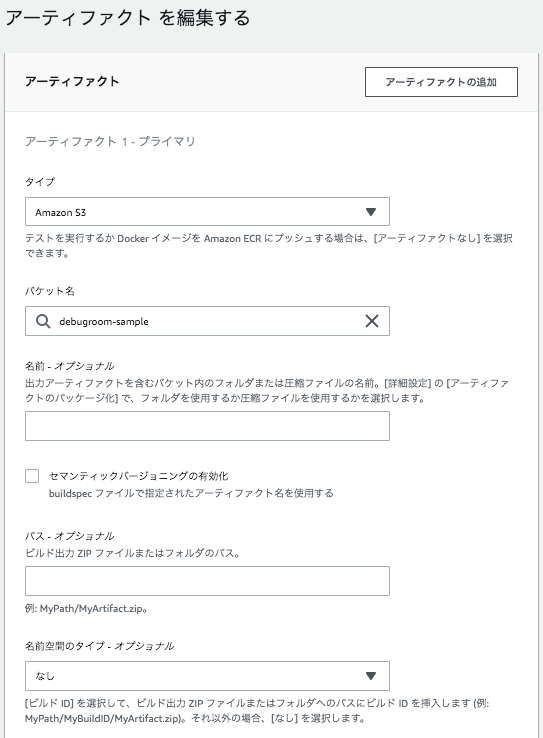 アーティファクト を編集する
アーティファクト
アーティファクトの追加
アーティファクト 1 - プライマリ
タイプ
Amazon S3
テストを実行するか Docker イメージを Amazon ECR にプッシュする場合は、[アーティファクトなし] を選択
できます。
バケット名
debugroom-sample
名前 - オプショナル
出力アーティファクトを含むバケット内のフォルダまたは圧縮ファイルの名前。[詳細設定] の [アーティファ
クトのパッケージ化] で、フォルダを使用するか圧縮ファイルを使用するかを選択します。
セマンティックバージョニングの有効化
buildspec ファイルで指定されたアーティファクト名を使用する
パス - オプショナル
ビルド出力 ZIP ファイルまたはフォルダのパス。
例: MyPath/MyArtifact.zip。
名前空間のタイプ - オプショナル
なし
[ビルド ID] を選択して、ビルド出力 ZIP ファイルまたはフォルダへのパスにビルド ID を挿入します (例:
MyPath/MyBuildID/MyArtifact.zip)。それ以外の場合、[なし] を選択します。